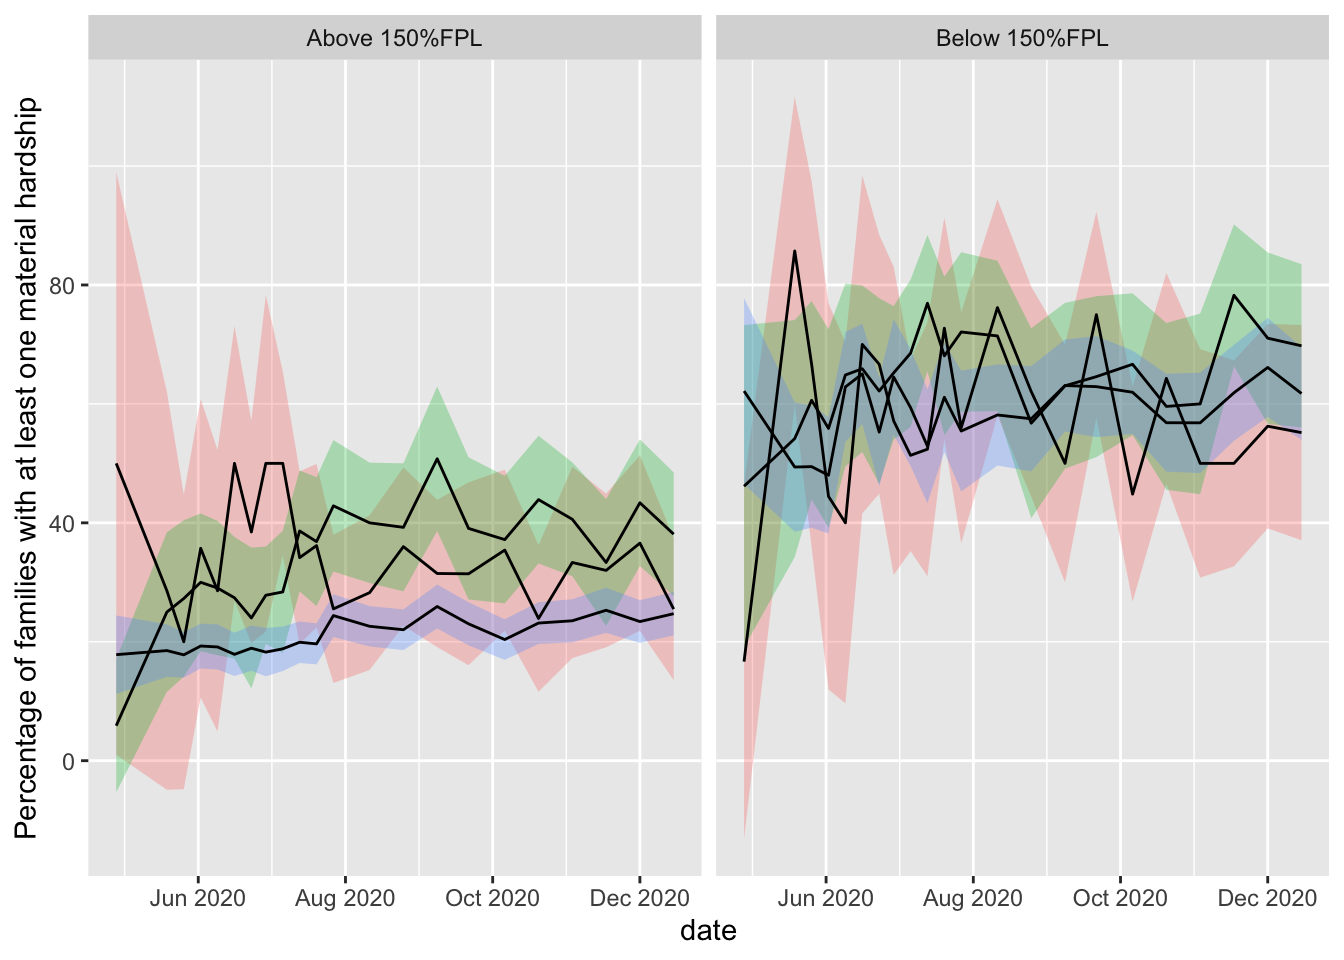 Above 150%FPL
Below 150%FPL
Percentage of families with at least one material hardship
80
40
0
Jun 2020
Aug 2020
Oct 2020
Dec 2020
Jun 2020
Aug 2020
Oct 2020
Dec 2020
date